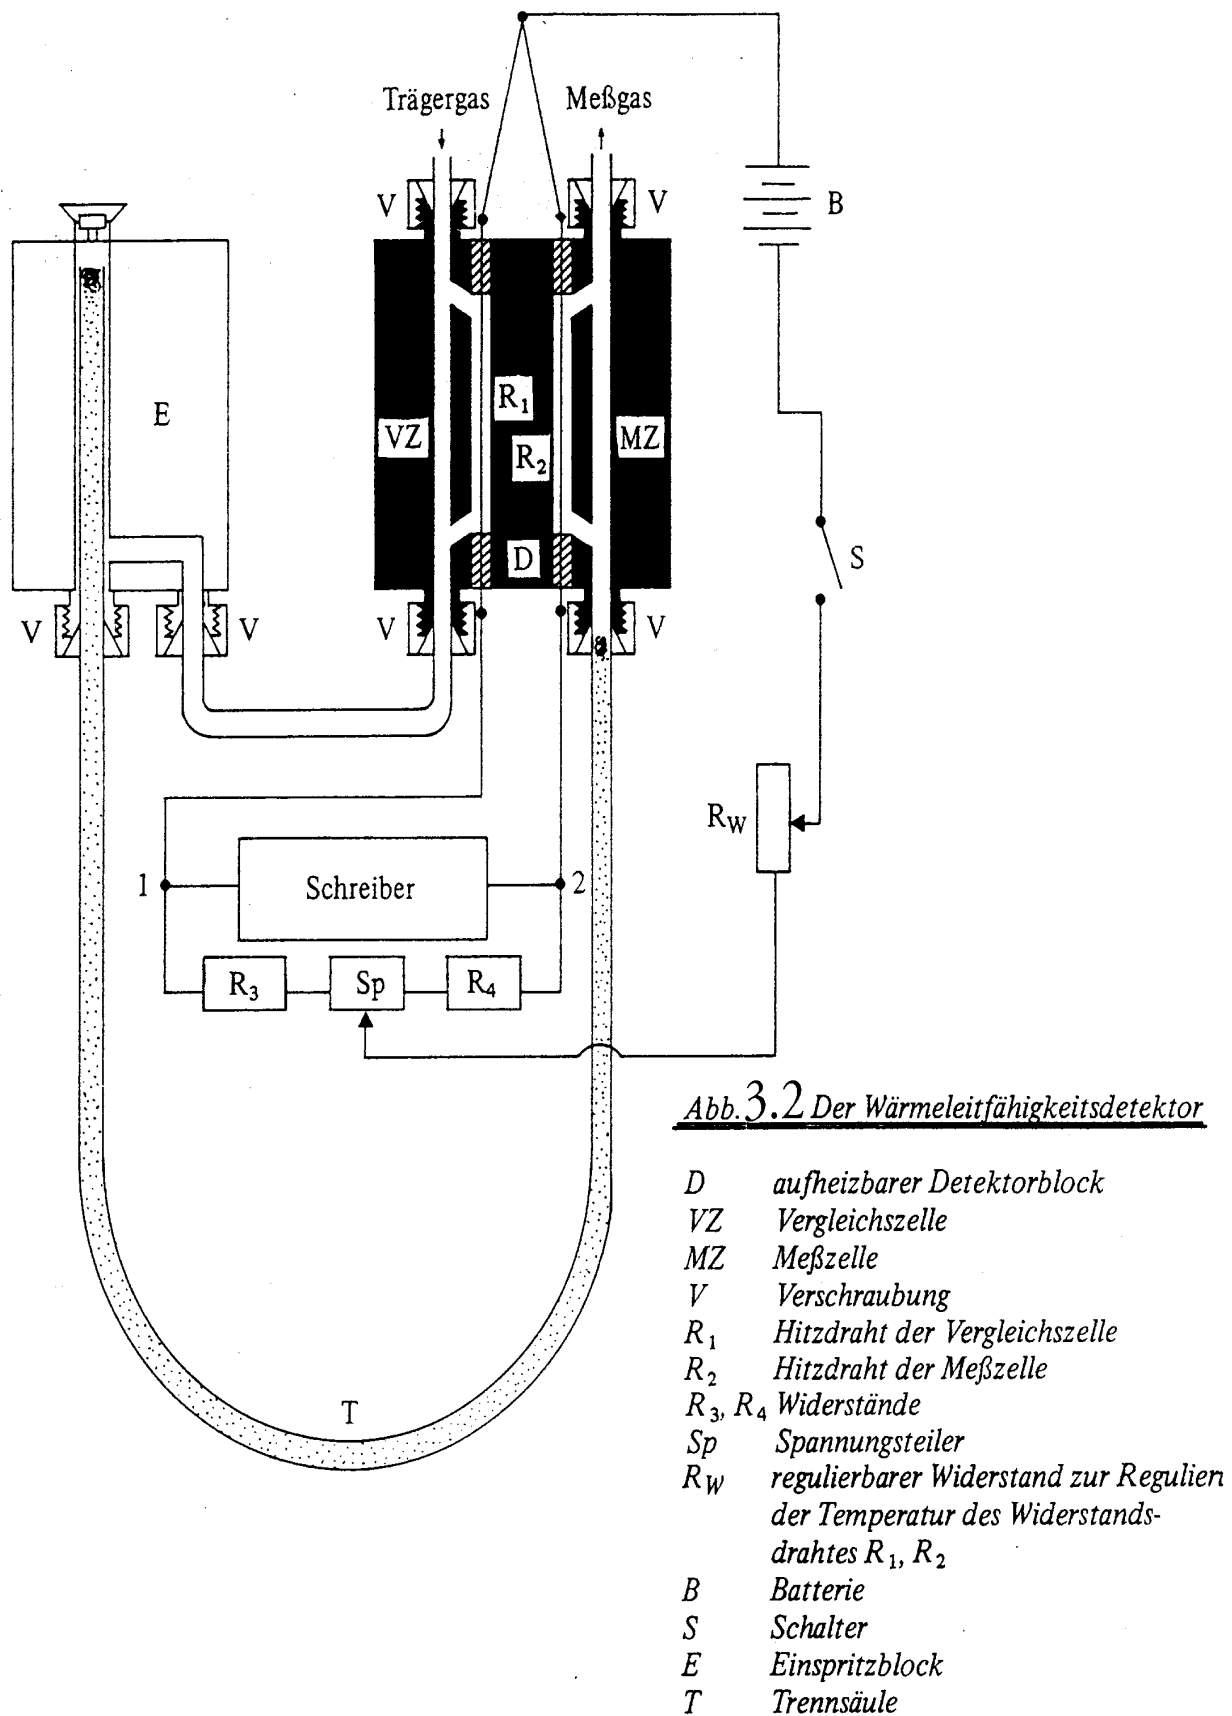 Trägergas
Meßgas
V
V
B
E
R1
VZ
R2
MZ
D
S
V
V
V
V
RW
1
Schreiber
2
R3
Sp
R4
Abb. 3.2 Der Wärmeleitfähigkeitsdetektor
D aufheizbarer Detektorblock
VZ Vergleichszelle
MZ Meßzelle
V Verschraubung
R1 Hitzdraht der Vergleichszelle
R2 Hitzdraht der Meßzelle
R3, R4 Widerstände
Sp Spannungsteiler
RW regulierbarer Widerstand zur Regulier
der Temperatur des Widerstands-
drahtes R1, R2
B Batterie
S Schalter
E Einspritzblock
T Trennsäule
T